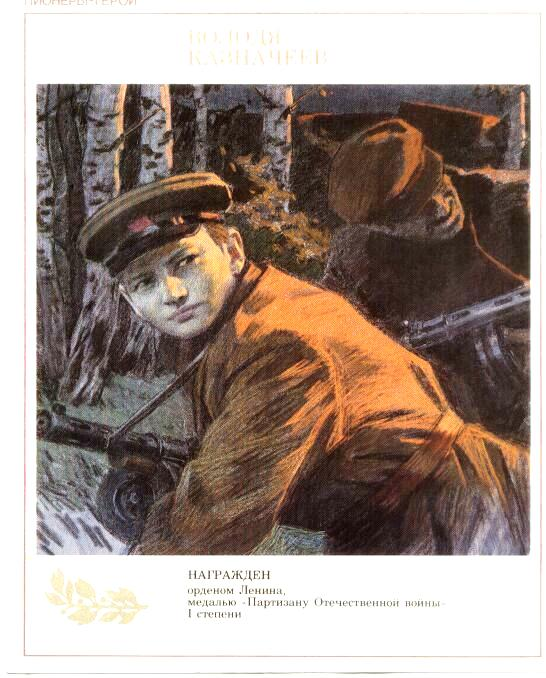 ПИОНЕРЫ-ГЕРОИ
ВОЛОДЯ
КАЗНАЧЕЕВ
НАГРАЖДЕН
орденом Ленина,
медалью «Партизану Отечественной войны»
I степени